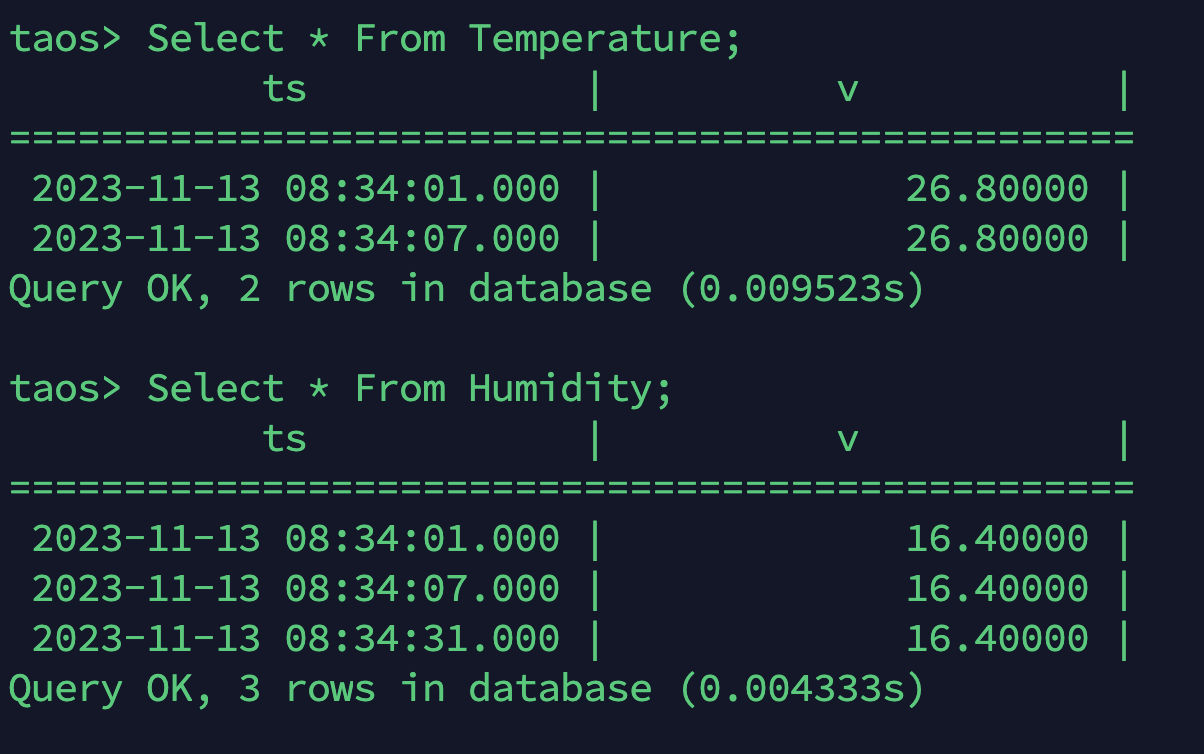 taos> Select * From Temperature;
ts | v |
=================================================
2023-11-13 08:34:01.000 | 26.80000 |
2023-11-13 08:34:07.000 | 26.80000 |
Query OK, 2 rows in database (0.009523s)
taos> Select * From Humidity;
ts | v |
=================================================
2023-11-13 08:34:01.000 | 16.40000 |
2023-11-13 08:34:07.000 | 16.40000 |
2023-11-13 08:34:31.000 | 16.40000 |
Query OK, 3 rows in database (0.004333s)